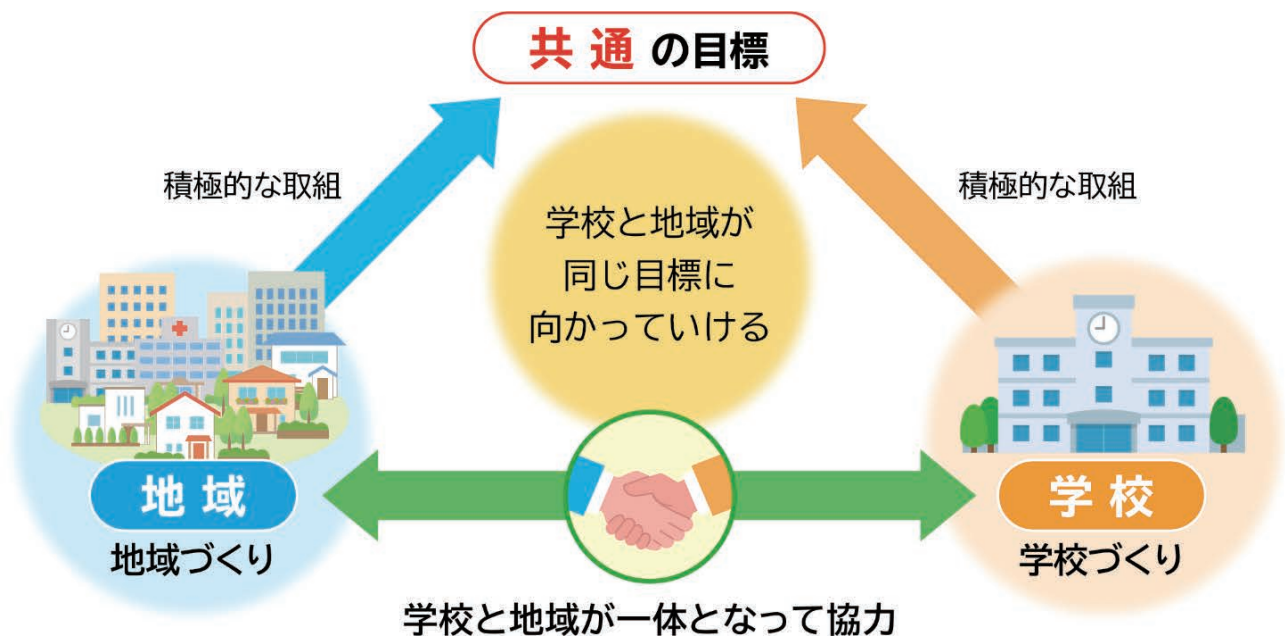 共通の目標
積極的な取組
積極的な取組
学校と地域が
同じ目標に
向かっていける
地域
地域づくり
学校
学校づくり
学校と地域が一体となって協力